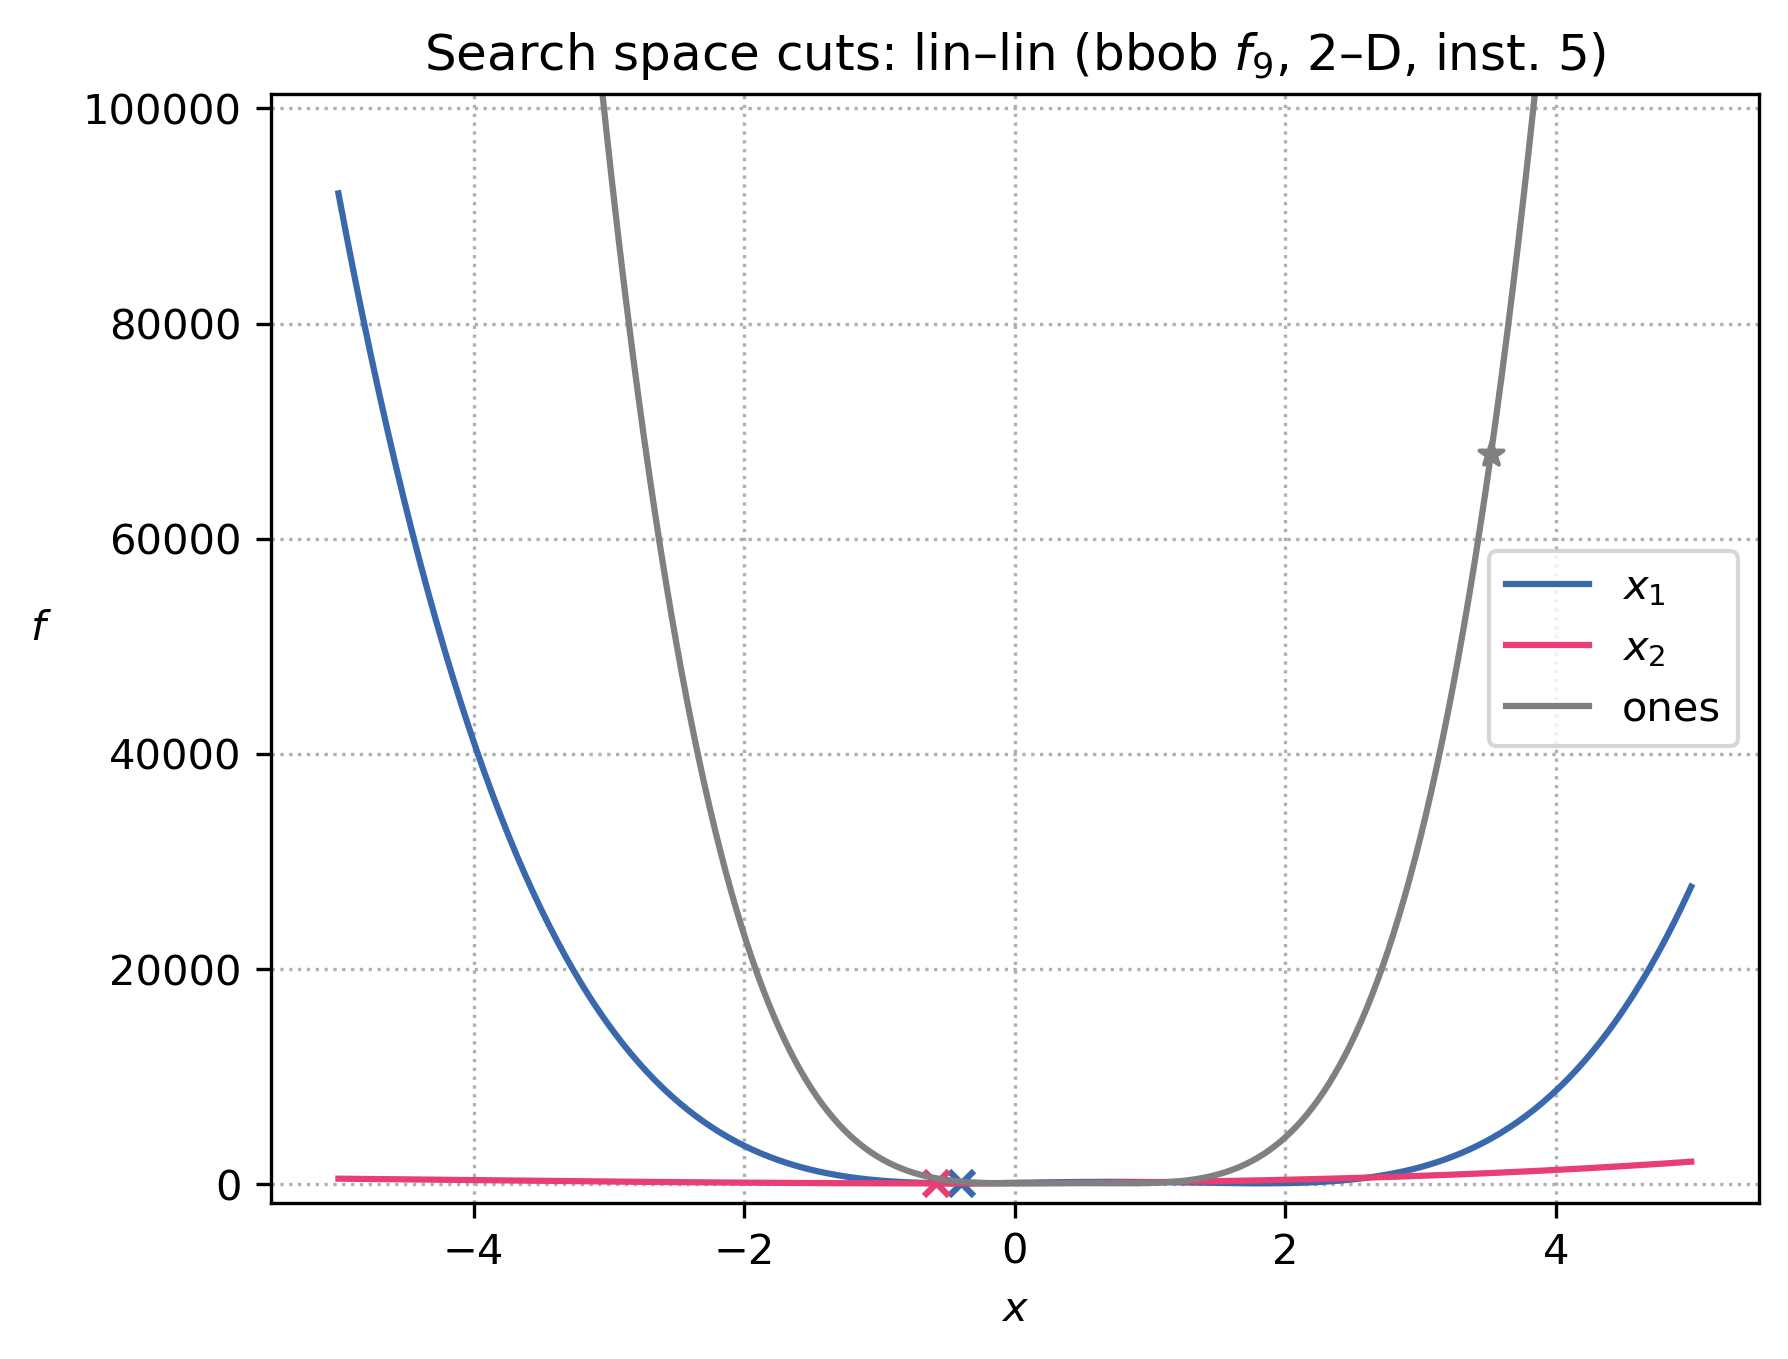 Search space cuts: lin–lin (bbob f₉, 2–D, inst. 5)
100000
80000
60000
40000
20000
0
f
x₁
x₂
ones
−4 −2 0 2 4
x